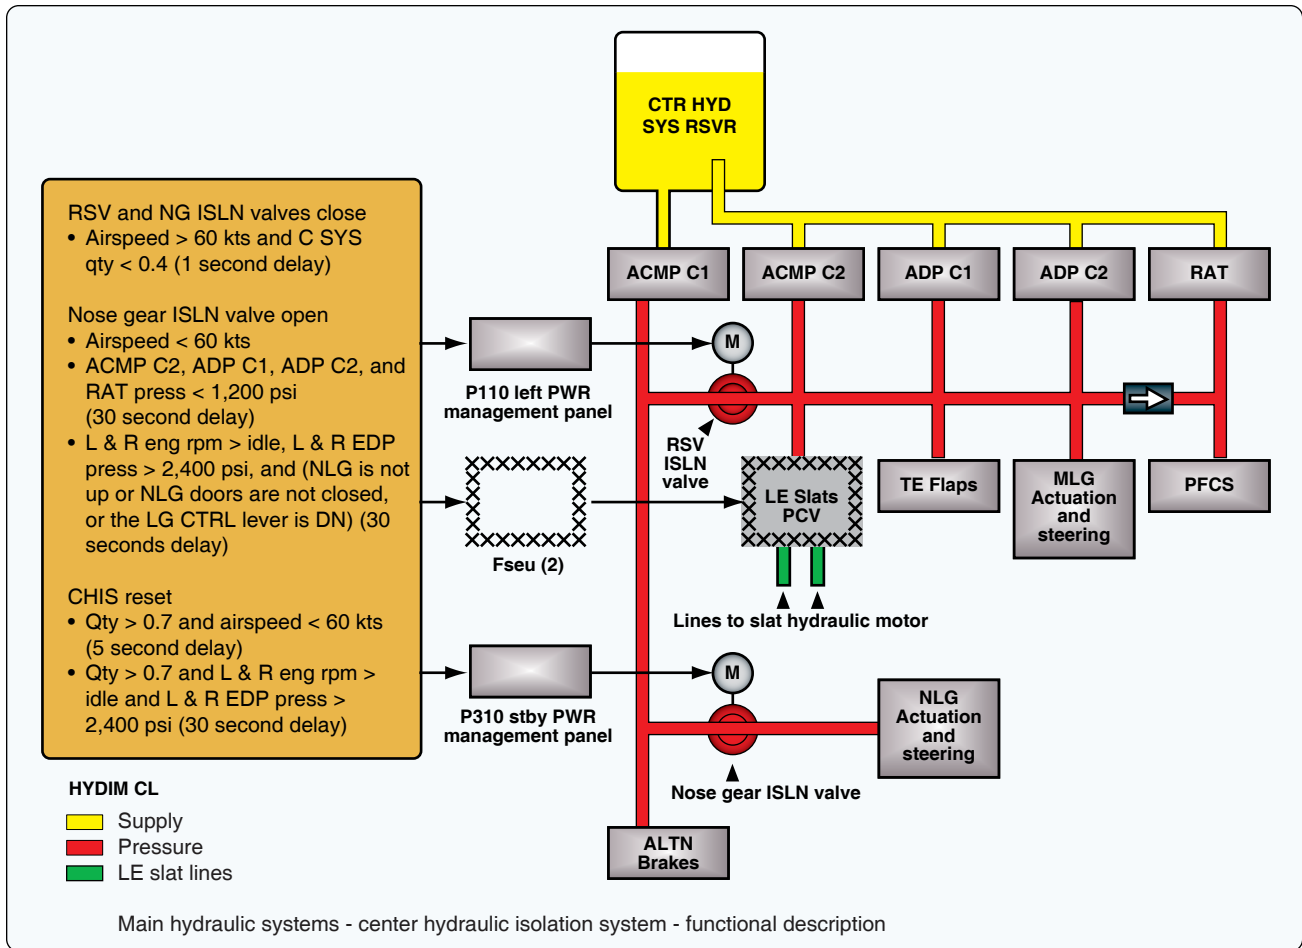 CTR HYD
SYS RSVR
RSV and NG ISLN valves close
• Airspeed > 60 kts and C SYS
qty < 0.4 (1 second delay)
Nose gear ISLN valve open
• Airspeed < 60 kts
• ACMP C2, ADP C1, ADP C2, and
RAT press < 1,200 psi
(30 second delay)
• L & R eng rpm > idle, L & R EDP
press > 2,400 psi, and (NLG is not
up or NLG doors are not closed,
or the LG CTRL lever is DN) (30
seconds delay)
CHIS reset
• Qty > 0.7 and airspeed < 60 kts
(5 second delay)
• Qty > 0.7 and L & R eng rpm >
idle and L & R EDP press >
2,400 psi (30 second delay)
ACMP C1
ACMP C2
ADP C1
ADP C2
RAT
M
P110 left PWR
management panel
RSV
ISLN
valve
LE Slats
PCV
TE Flaps
MLG
Actuation
and
steering
PFCS
Fseu (2)
Lines to slat hydraulic motor
M
P310 stby PWR
management panel
NLG
Actuation
and
steering
Nose gear ISLN valve
ALTN
Brakes
HYDIM CL
Supply
Pressure
LE slat lines
Main hydraulic systems - center hydraulic isolation system - functional description